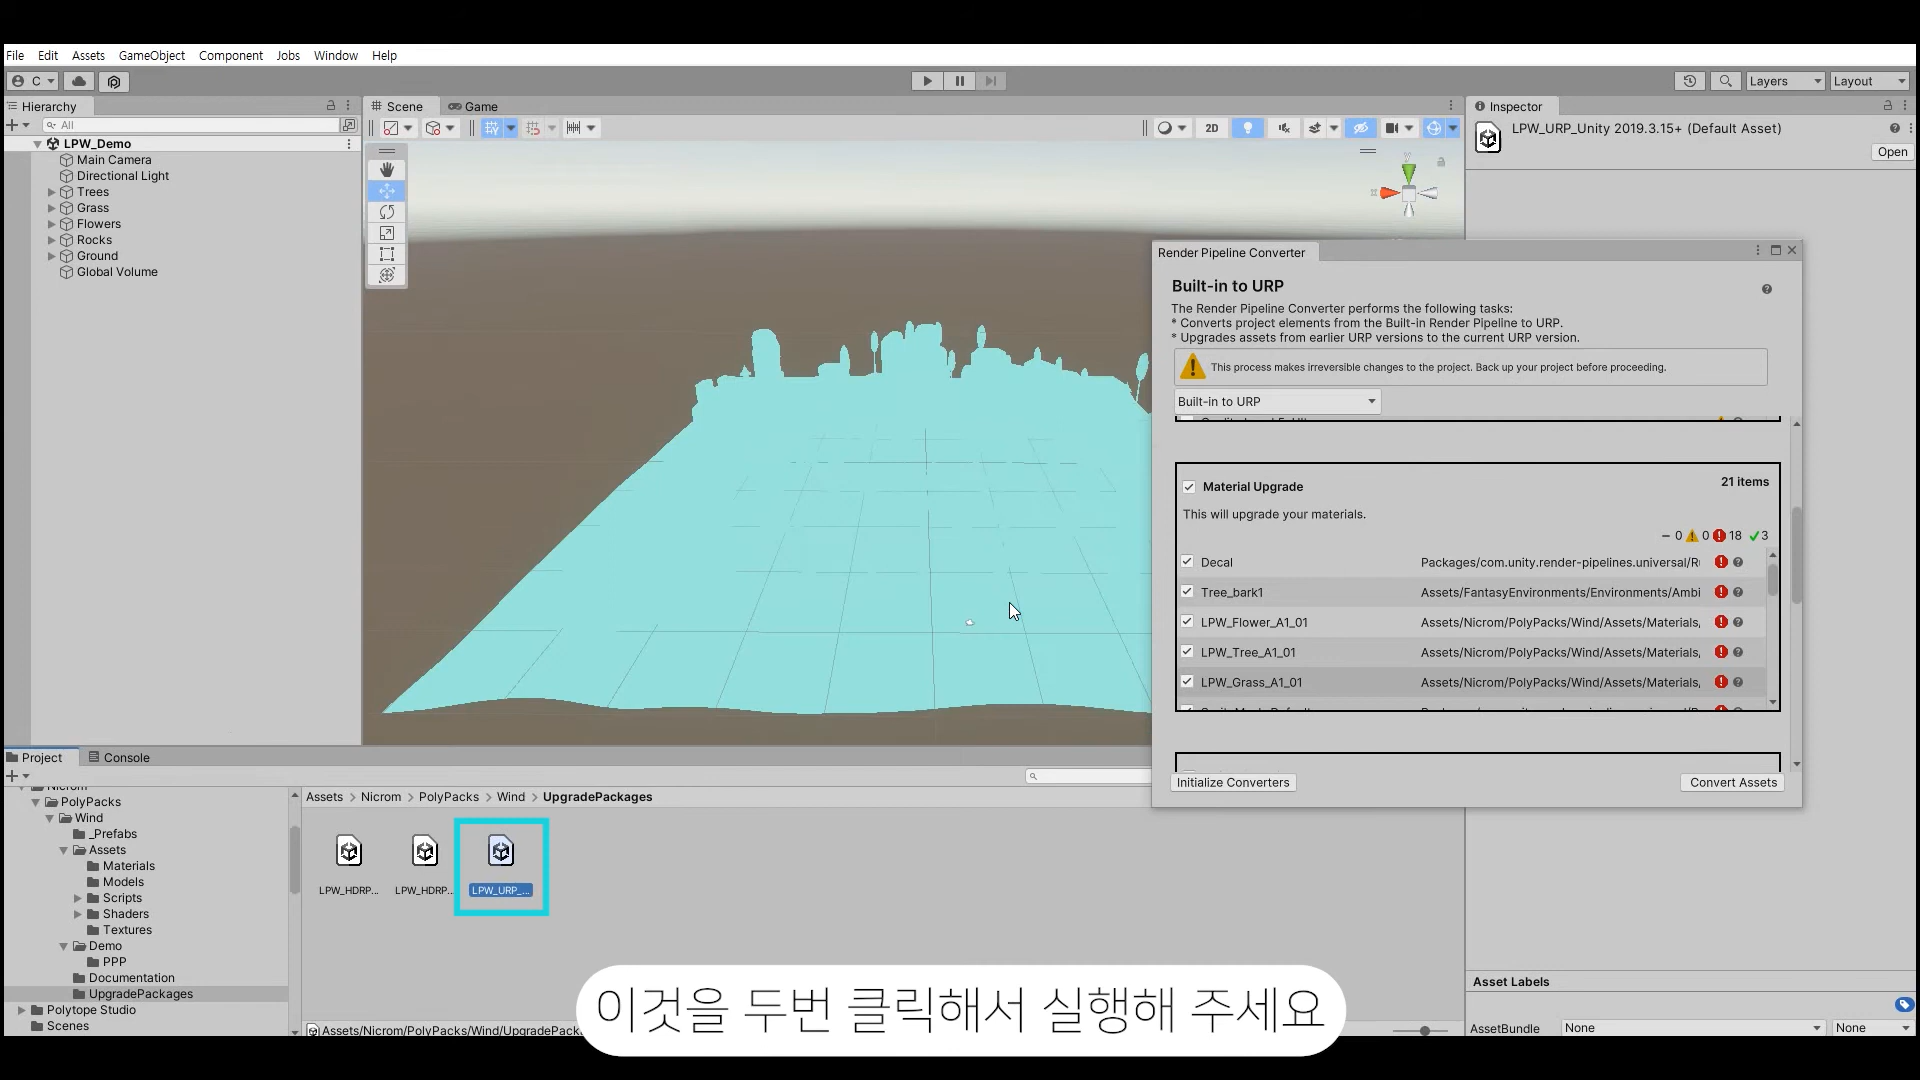 File Edit Assets GameObject Component Jobs Window Help
C
Layers
Layout
Hierarchy
All
LPW_Demo
Main Camera
Directional Light
Trees
Grass
Flowers
Rocks
Ground
Global Volume
Scene
Game
2D
Inspector
LPW_URP_Unity 2019.3.15+ (Default Asset)
Open
Render Pipeline Converter
Built-in to URP
The Render Pipeline Converter performs the following tasks:
* Converts project elements from the Built-in Render Pipeline to URP.
* Upgrades assets from earlier URP versions to the current URP version.
This process makes irreversible changes to the project. Back up your project before proceeding.
Built-in to URP
Material Upgrade 21 items
This will upgrade your materials.
0 0 18 3
Decal Packages/com.unity.render-pipelines.universal/R
Tree_bark1 Assets/FantasyEnvironments/Environments/Ambi
LPW_Flower_A1_01 Assets/Nicrom/PolyPacks/Wind/Assets/Materials,
LPW_Tree_A1_01 Assets/Nicrom/PolyPacks/Wind/Assets/Materials,
LPW_Grass_A1_01 Assets/Nicrom/PolyPacks/Wind/Assets/Materials,
Initialize Converters
Convert Assets
Project
Console
Nicrom
PolyPacks
Wind
_Prefabs
Assets
Materials
Models
Scripts
Shaders
Textures
Demo
PPP
Documentation
UpgradePackages
Polytope Studio
Scenes
Assets > Nicrom > PolyPacks > Wind > UpgradePackages
LPW_HDRP...
LPW_HDRP...
LPW_URP_...
Assets/Nicrom/PolyPacks/Wind/UpgradePack
이것을 두번 클릭해서 실행해 주세요
Asset Labels
AssetBundle None None